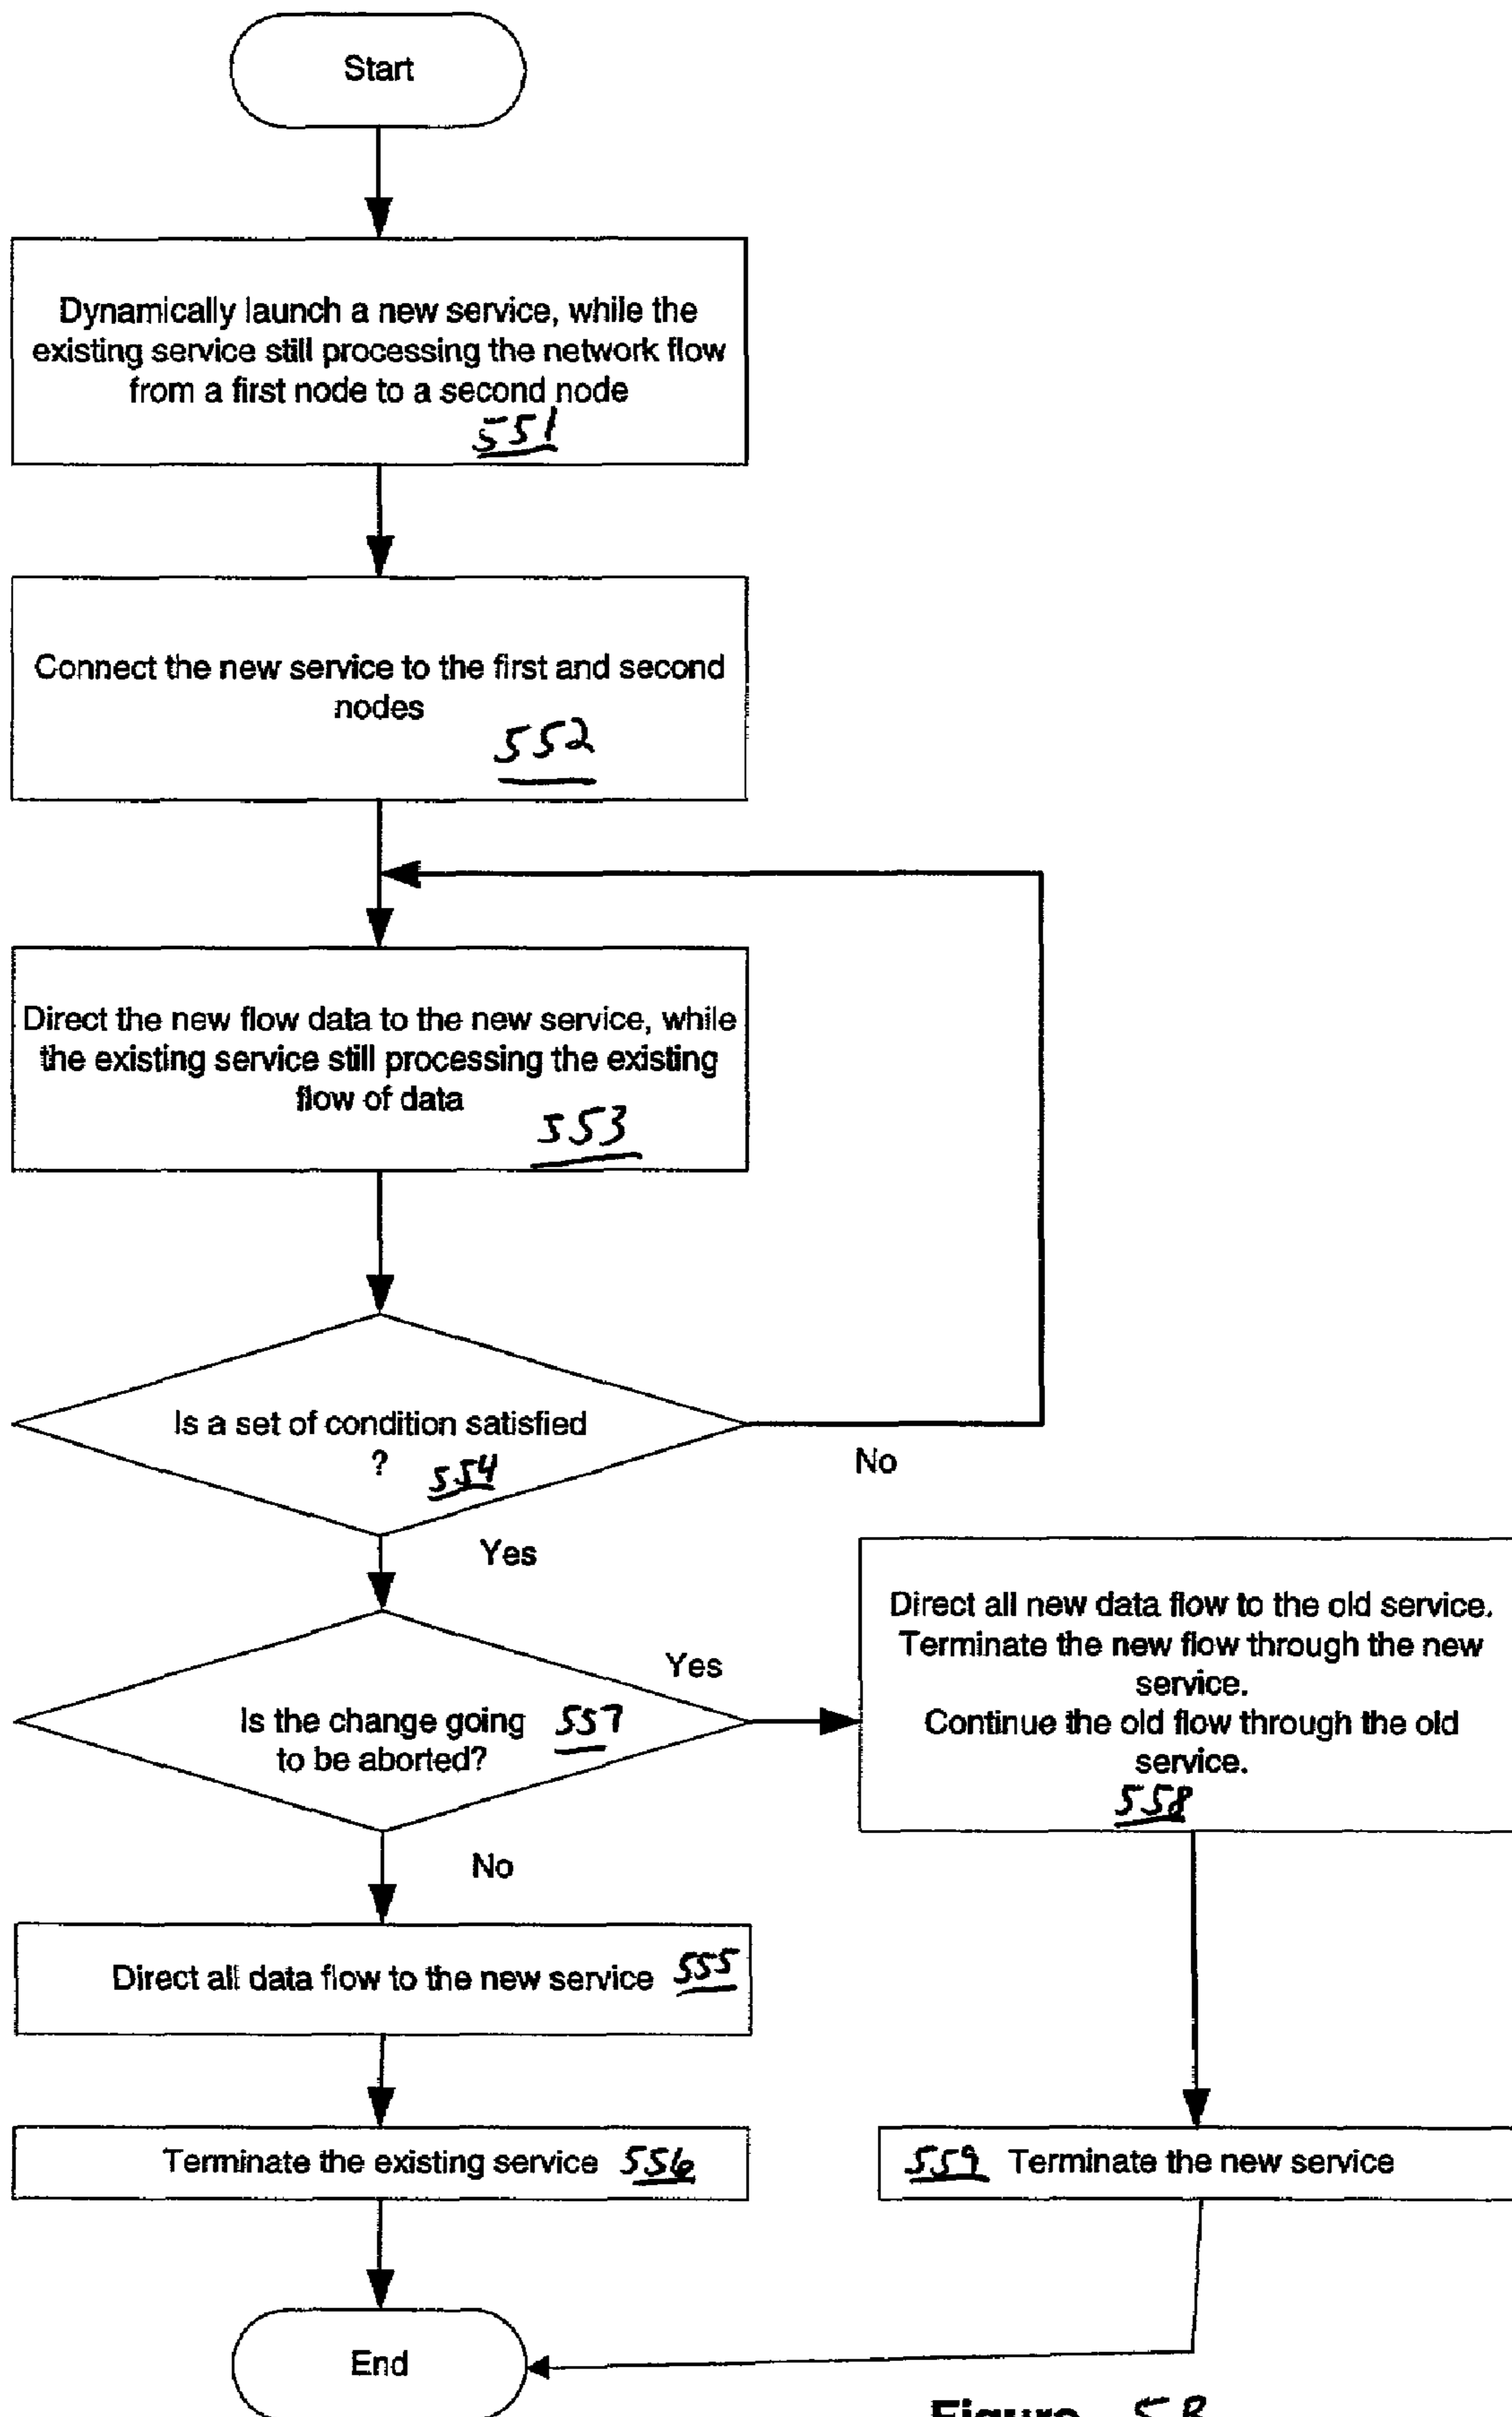 Start
Dynamically launch a new service, while the
existing service still processing the network flow
from a first node to a second node
551
Connect the new service to the first and second
nodes
552
Direct the new flow data to the new service, while
the existing service still processing the existing
flow of data
553
Is a set of condition satisfied
?
554
No
Yes
Is the change going
to be aborted?
557
Yes
Direct all new data flow to the old service.
Terminate the new flow through the new
service.
Continue the old flow through the old
service.
558
No
Direct all data flow to the new service 555
Terminate the existing service 556
559 Terminate the new service
End
Figure 5B